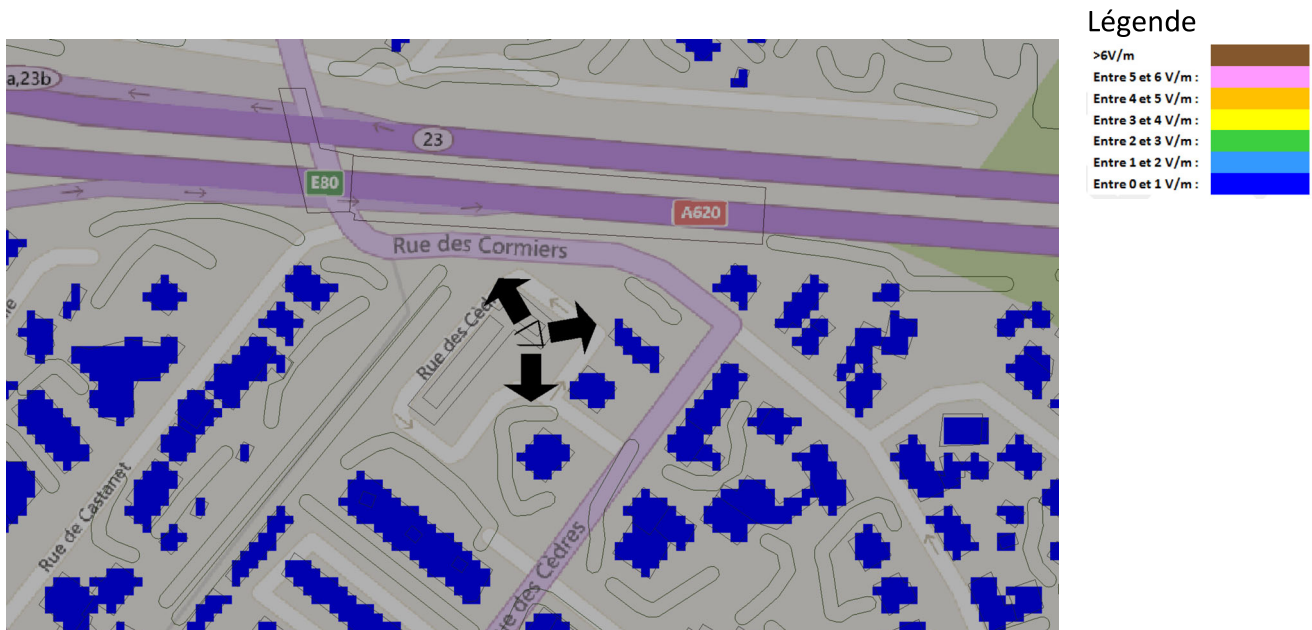 Légende
>6V/m
Entre 5 et 6 V/m :
Entre 4 et 5 V/m :
Entre 3 et 4 V/m :
Entre 2 et 3 V/m :
Entre 1 et 2 V/m :
Entre 0 et 1 V/m :
a,23b
23
E80
A620
Rue des Cormiers
Rue des Cèd
Rue de Castanet
e des Cèdres